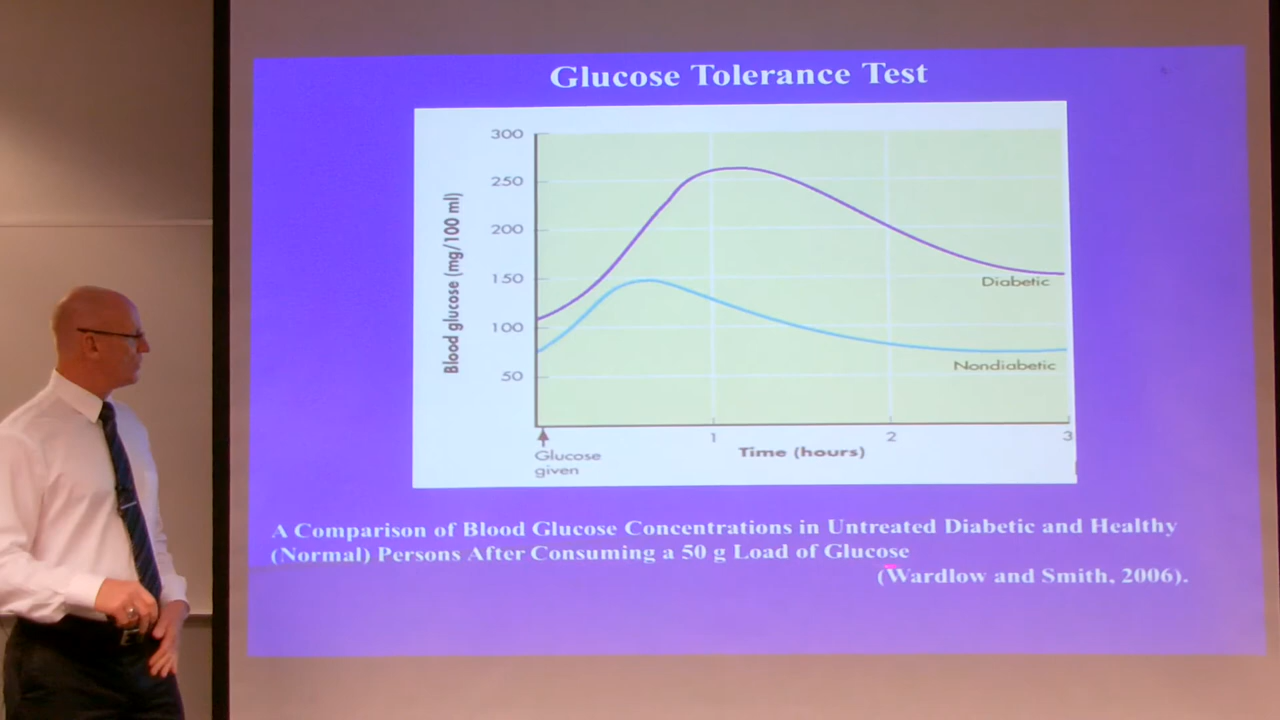 Glucose Tolerance Test
300
250
200
150
100
50
Blood glucose (mg/100 ml)
Diabetic
Nondiabetic
1
2
3
Time (hours)
Glucose
given
A Comparison of Blood Glucose Concentrations in Untreated Diabetic and Healthy
(Normal) Persons After Consuming a 50 g Load of Glucose
(Wardlow and Smith, 2006).